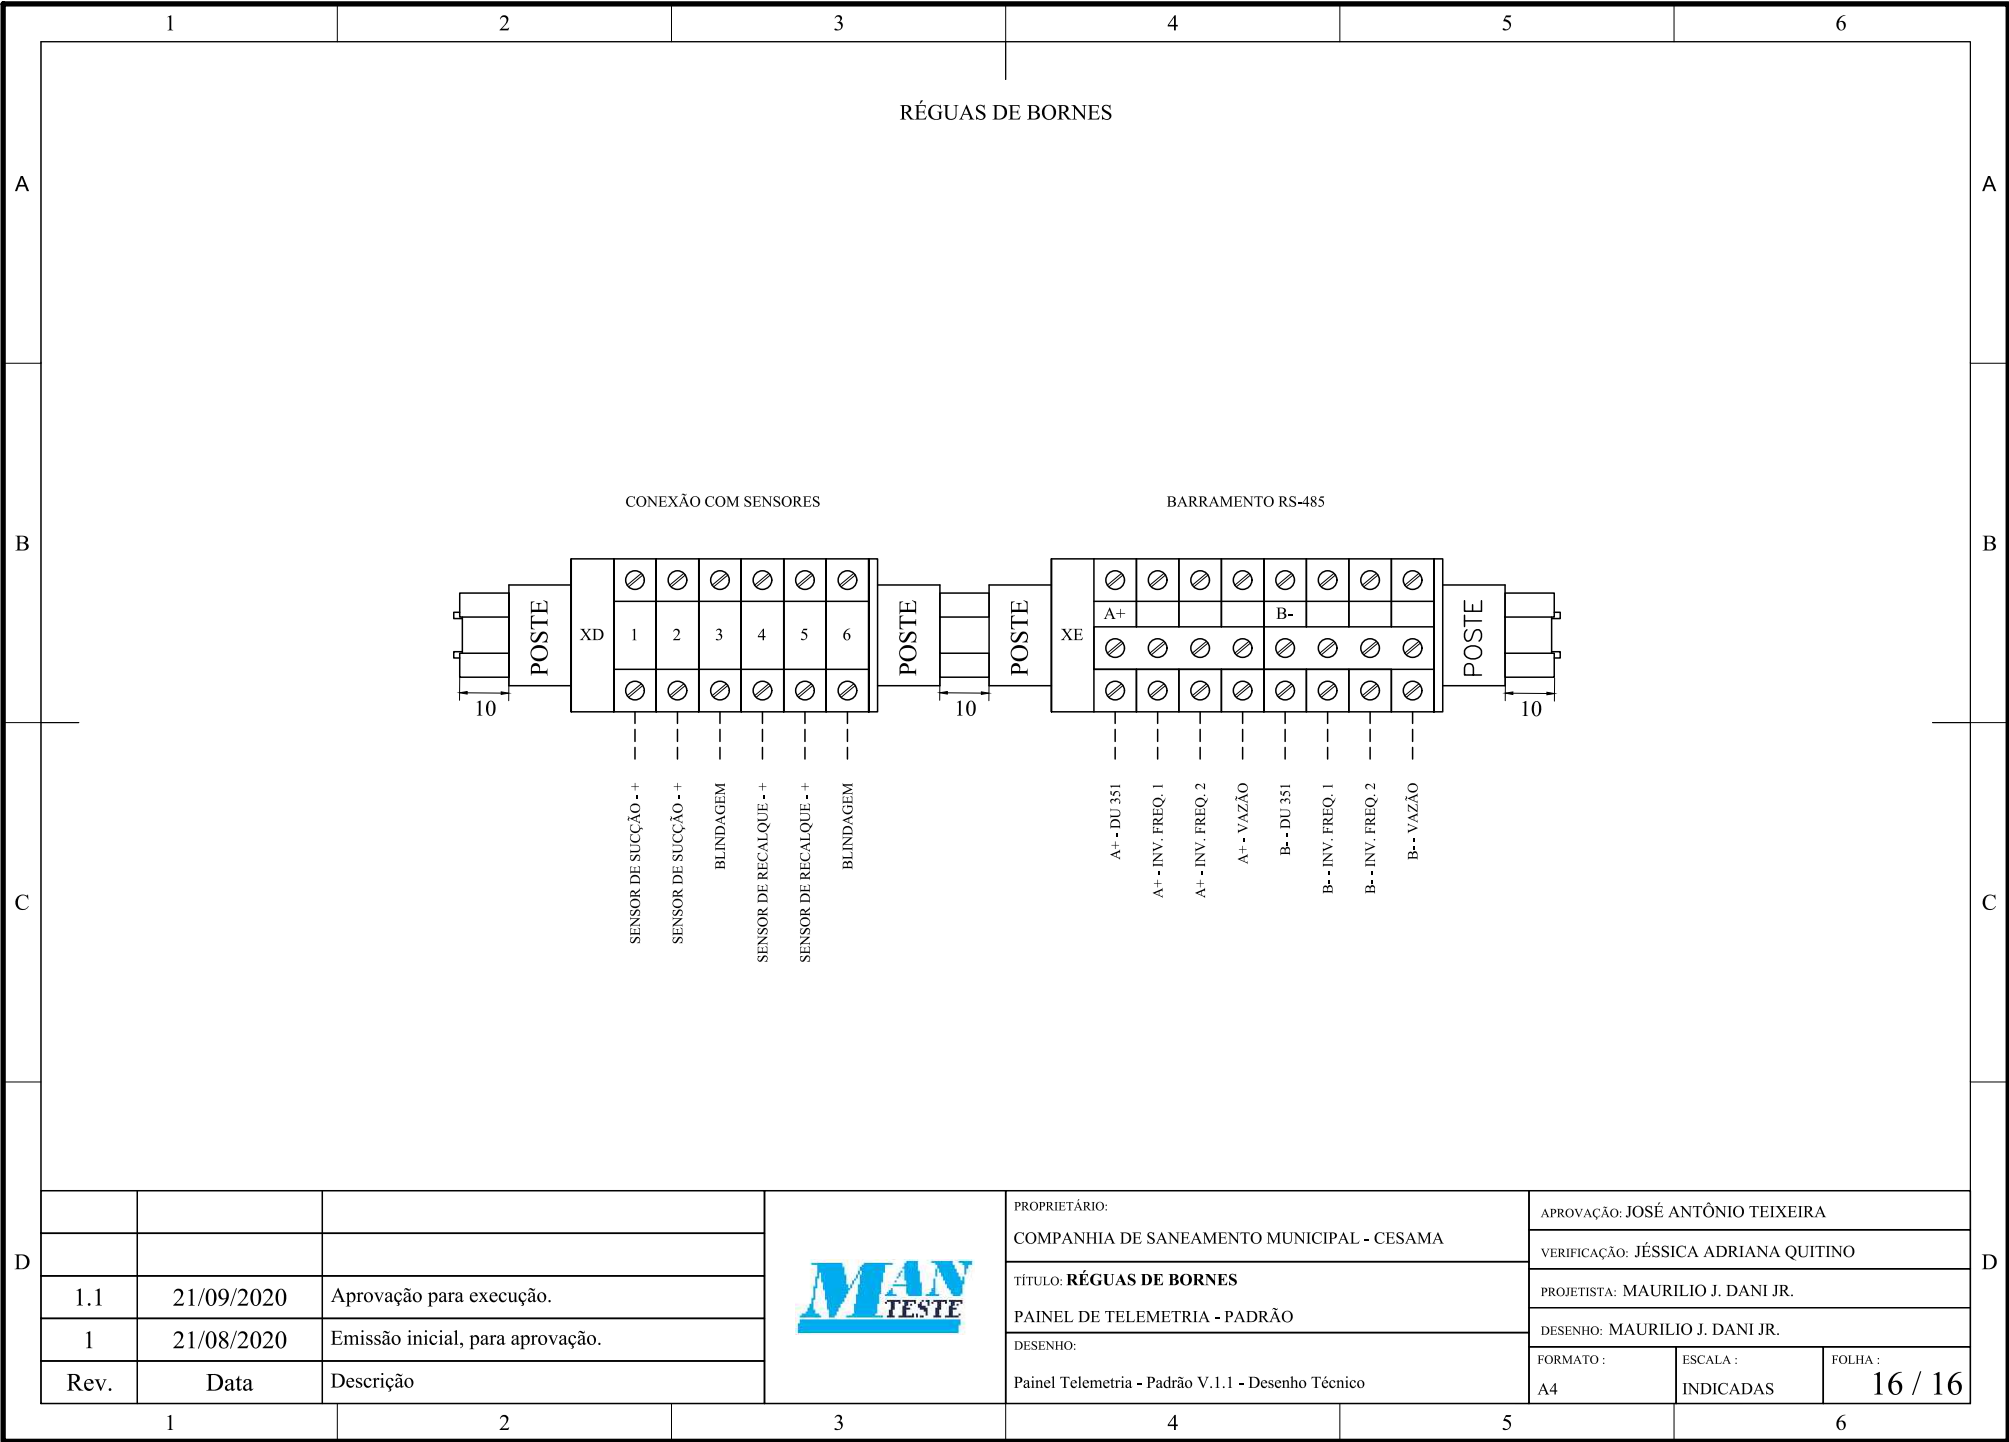 1 2 3 4 5 6
RÉGUAS DE BORNES
A A
CONEXÃO COM SENSORES
BARRAMENTO RS-485
B B
POSTE
XD
1 2 3 4 5 6
POSTE
POSTE
XE
A+
B-
POSTE
10
10
10
SENSOR DE SUCÇÃO - +
SENSOR DE SUCÇÃO - +
BLINDAGEM
SENSOR DE RECALQUE - +
SENSOR DE RECALQUE - +
BLINDAGEM
A+ - DU 351
A+ - INV. FREQ. 1
A+ - INV. FREQ. 2
A+ - VAZÃO
B- - DU 351
B- - INV. FREQ. 1
B- - INV. FREQ. 2
B- - VAZÃO
C C
D D
1.1 21/09/2020 Aprovação para execução.
1 21/08/2020 Emissão inicial, para aprovação.
Rev. Data Descrição
MAN
TESTE
PROPRIETÁRIO:
COMPANHIA DE SANEAMENTO MUNICIPAL - CESAMA
TÍTULO: RÉGUAS DE BORNES
PAINEL DE TELEMETRIA - PADRÃO
DESENHO:
Painel Telemetria - Padrão V.1.1 - Desenho Técnico
APROVAÇÃO: JOSÉ ANTÔNIO TEIXEIRA
VERIFICAÇÃO: JÉSSICA ADRIANA QUITINO
PROJETISTA: MAURILIO J. DANI JR.
DESENHO: MAURILIO J. DANI JR.
FORMATO :
A4
ESCALA :
INDICADAS
FOLHA :
16 / 16
1 2 3 4 5 6